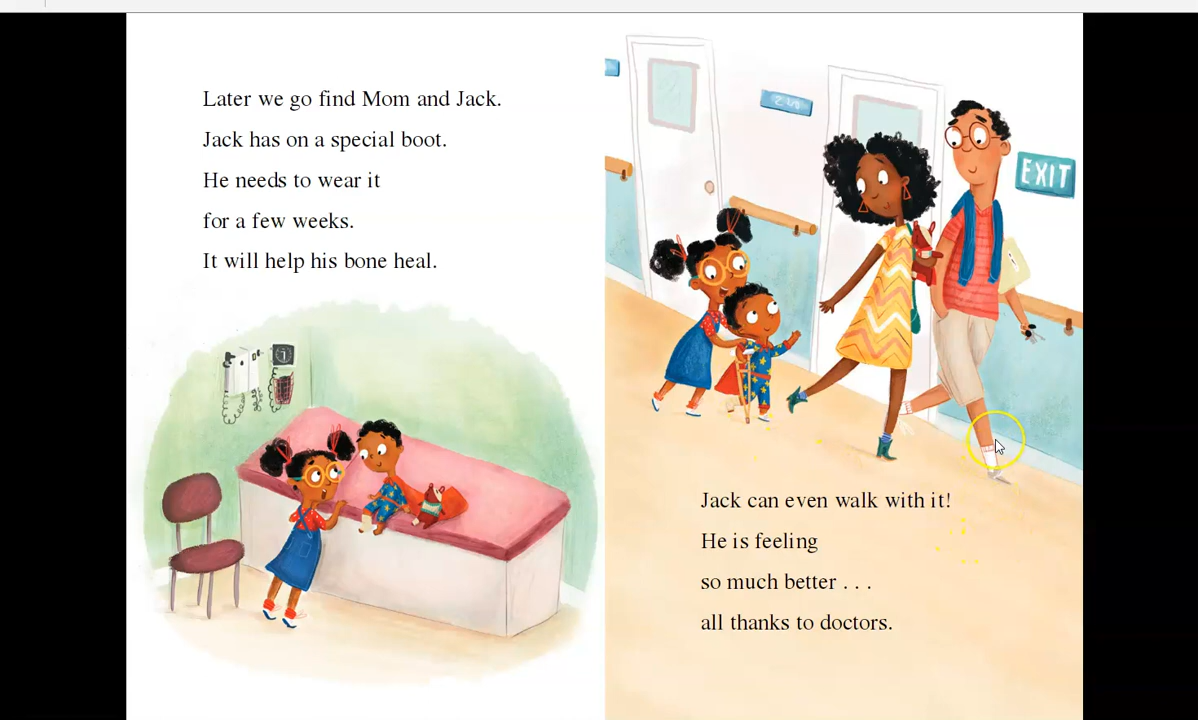 Later we go find Mom and Jack.
Jack has on a special boot.
He needs to wear it
for a few weeks.
It will help his bone heal.
EXIT
Jack can even walk with it!
He is feeling
so much better . . .
all thanks to doctors.